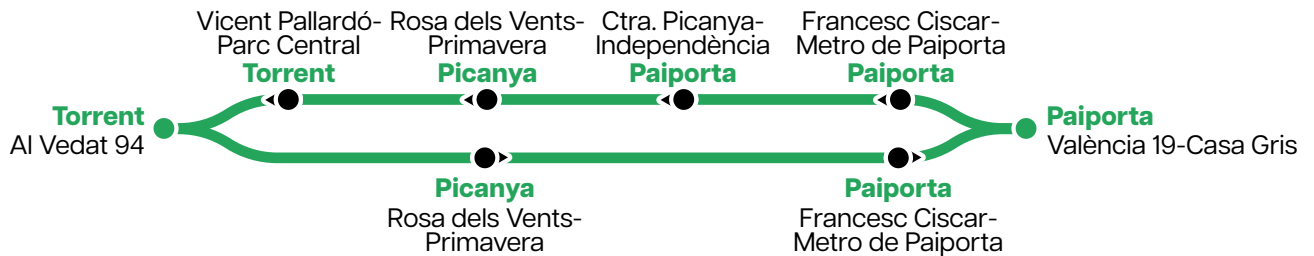 Vicent Pallardó-
Parc Central
Torrent
Rosa dels Vents-
Primavera
Picanya
Ctra. Picanya-
Independència
Paiporta
Francesc Ciscar-
Metro de Paiporta
Paiporta
Torrent
Al Vedat 94
Paiporta
València 19-Casa Gris
Picanya
Rosa dels Vents-
Primavera
Paiporta
Francesc Ciscar-
Metro de Paiporta